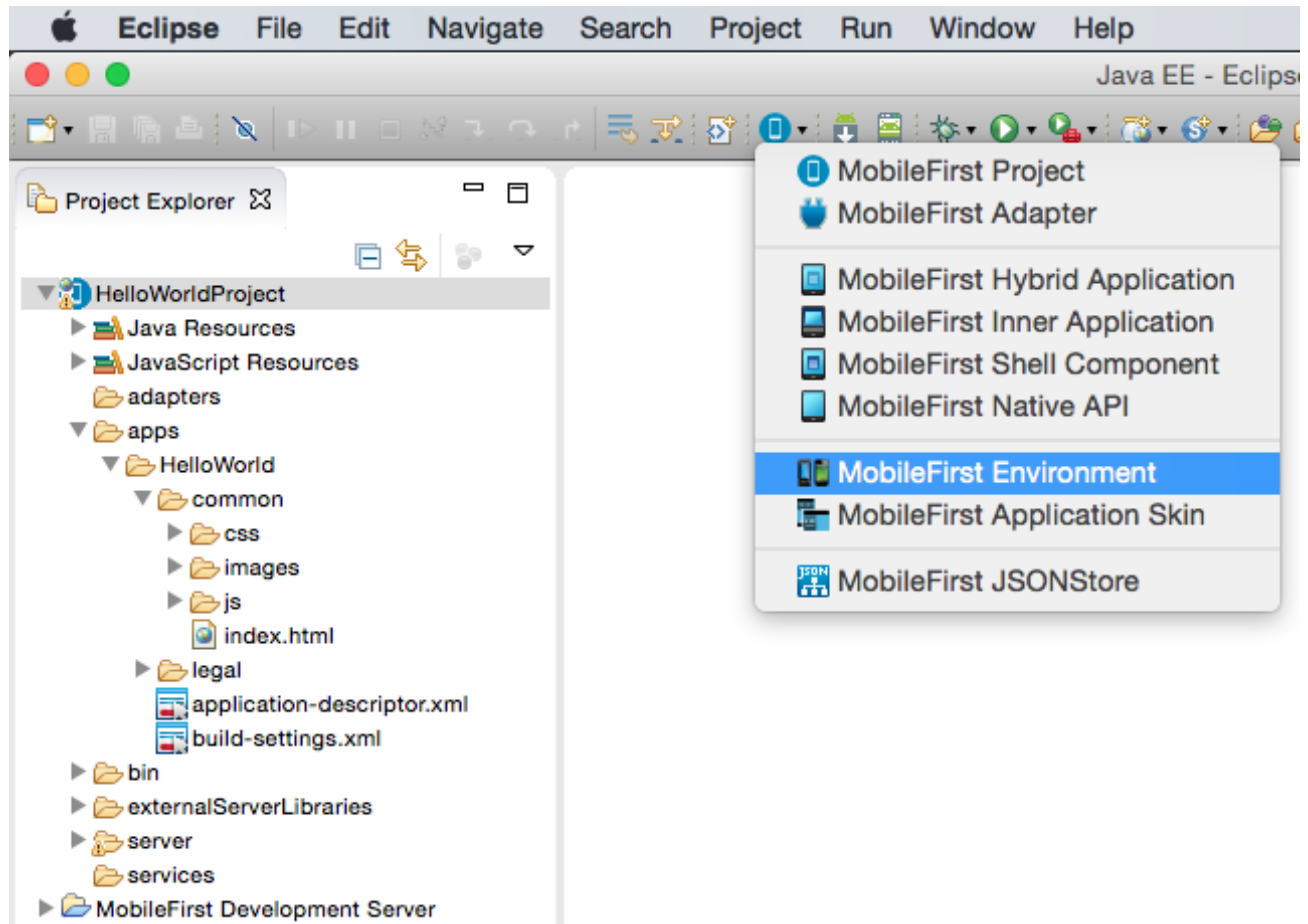 Eclipse File Edit Navigate Search Project Run Window Help
Java EE - Eclipse
Project Explorer
HelloWorldProject
Java Resources
JavaScript Resources
adapters
apps
HelloWorld
common
css
images
js
index.html
legal
application-descriptor.xml
build-settings.xml
bin
externalServerLibraries
server
services
MobileFirst Development Server
MobileFirst Project
MobileFirst Adapter
MobileFirst Hybrid Application
MobileFirst Inner Application
MobileFirst Shell Component
MobileFirst Native API
MobileFirst Environment
MobileFirst Application Skin
JSON
MobileFirst JSONStore